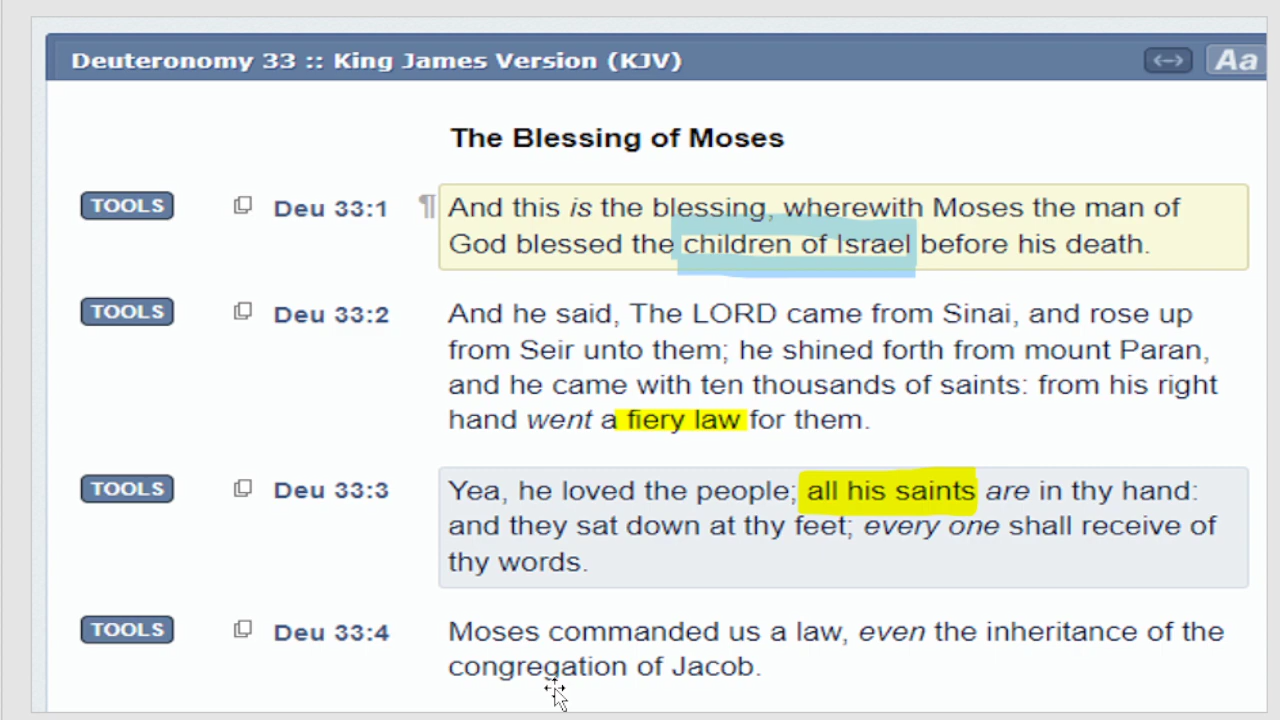 Deuteronomy 33 :: King James Version (KJV)
Aa
The Blessing of Moses
TOOLS Deu 33:1 ¶ And this is the blessing, wherewith Moses the man of
God blessed the children of Israel before his death.
TOOLS Deu 33:2 And he said, The LORD came from Sinai, and rose up
from Seir unto them; he shined forth from mount Paran,
and he came with ten thousands of saints: from his right
hand went a fiery law for them.
TOOLS Deu 33:3 Yea, he loved the people; all his saints are in thy hand:
and they sat down at thy feet; every one shall receive of
thy words.
TOOLS Deu 33:4 Moses commanded us a law, even the inheritance of the
congregation of Jacob.